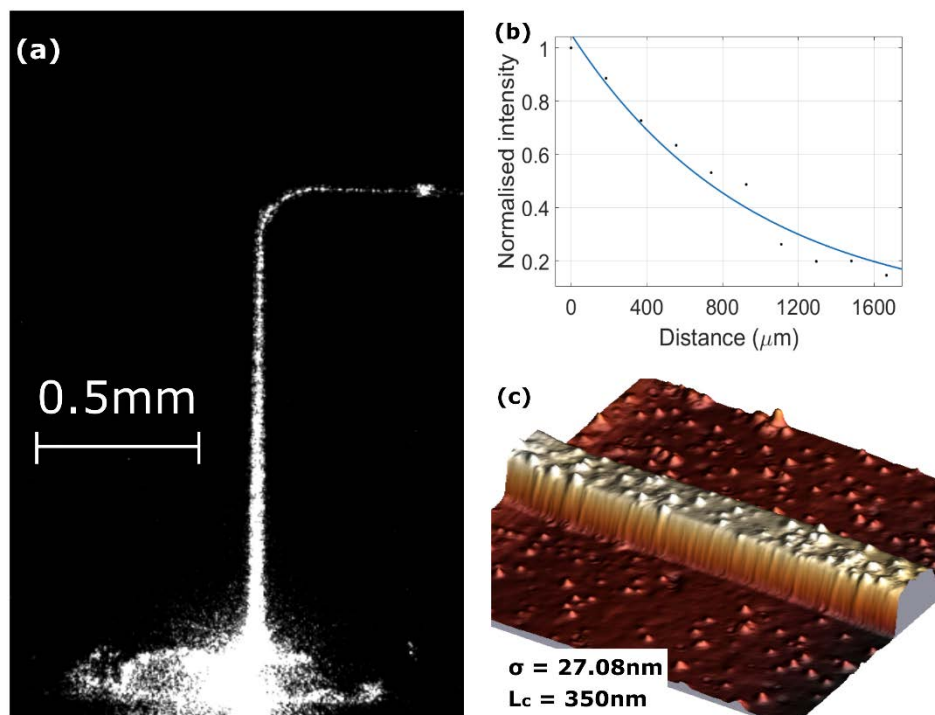 (a)
0.5mm
(b)
Normalised intensity
1
0.8
0.6
0.4
0.2
0 400 800 1200 1600
Distance (μm)
(c)
σ = 27.08nm
Lc = 350nm